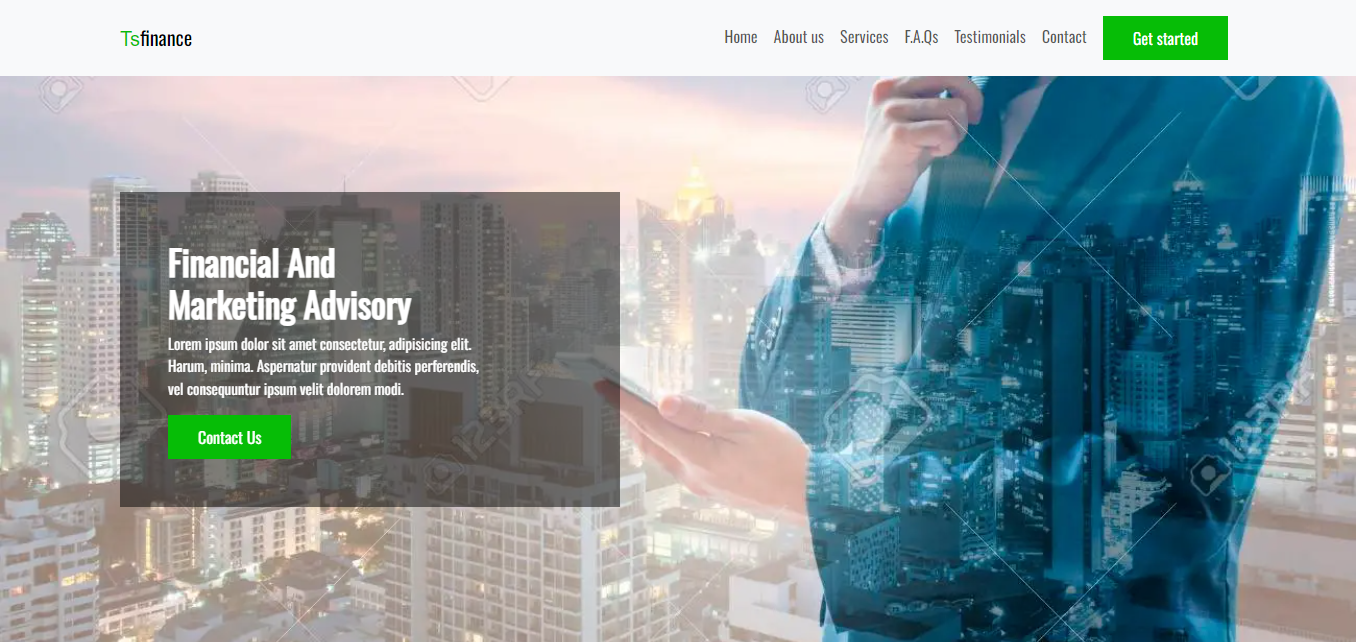 Tsfinance
Home About us Services F.A.Qs Testimonials Contact Get started
Financial And
Marketing Advisory
Lorem ipsum dolor sit amet consectetur, adipisicing elit.
Harum, minima. Aspernatur provident debitis perferendis,
vel consequuntur ipsum velit dolorem modi.
Contact Us
123RF
123RF